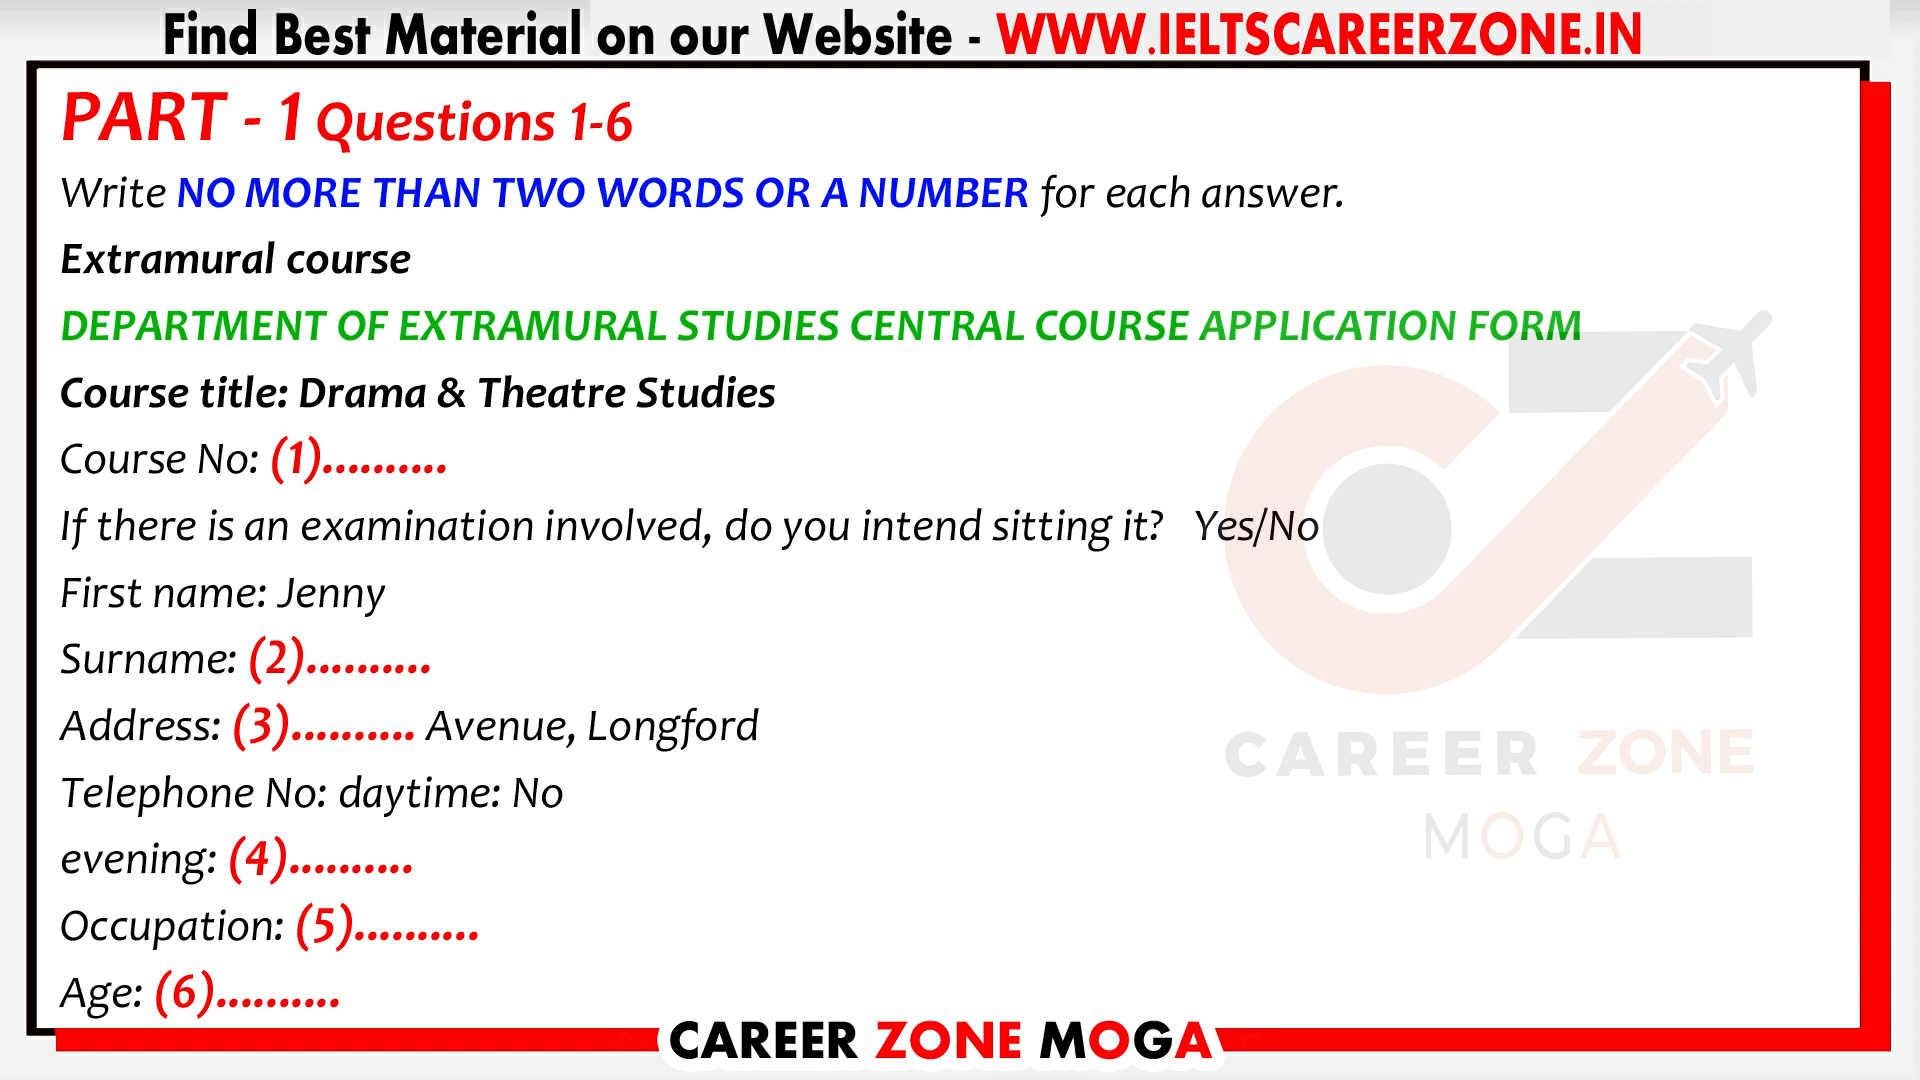 Find Best Material on our Website - WWW.IELTSCAREERZONE.IN
PART - 1 Questions 1-6
Write NO MORE THAN TWO WORDS OR A NUMBER for each answer.
Extramural course
DEPARTMENT OF EXTRAMURAL STUDIES CENTRAL COURSE APPLICATION FORM
Course title: Drama & Theatre Studies
Course No: (1)..........
If there is an examination involved, do you intend sitting it? Yes/No
First name: Jenny
Surname: (2)..........
Address: (3).......... Avenue, Longford
Telephone No: daytime: No
evening: (4)..........
Occupation: (5)..........
Age: (6)..........
CAREER ZONE
MOGA
CAREER ZONE MOGA